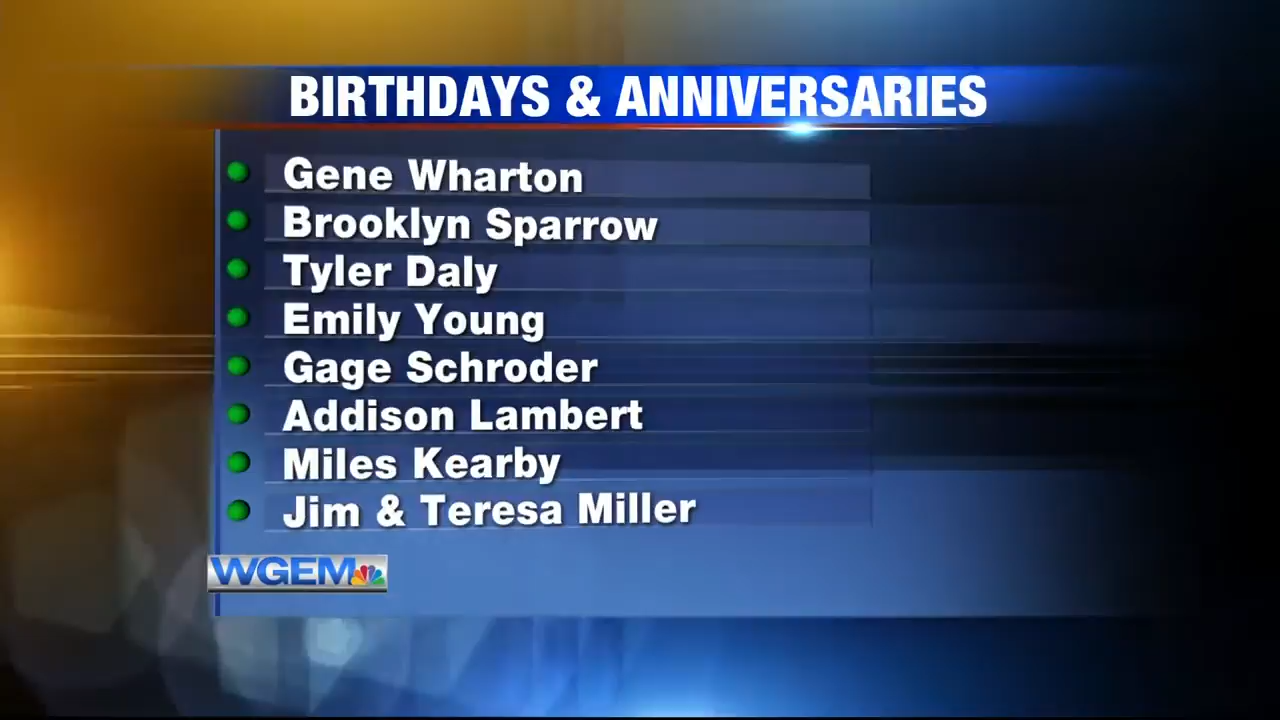 BIRTHDAYS & ANNIVERSARIES
Gene Wharton
Brooklyn Sparrow
Tyler Daly
Emily Young
Gage Schroder
Addison Lambert
Miles Kearby
Jim & Teresa Miller
WGEM